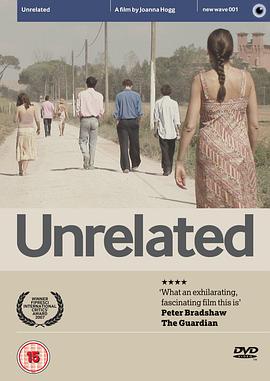 Unrelated
A film by Joanna Hogg
new wave 001
Unrelated
WINNER
FIPRESCI
INTERNATIONAL
CRITICS
AWARD
2007
★★★★
'What an exhilarating,
fascinating film this is'
Peter Bradshaw
The Guardian
15
DVD